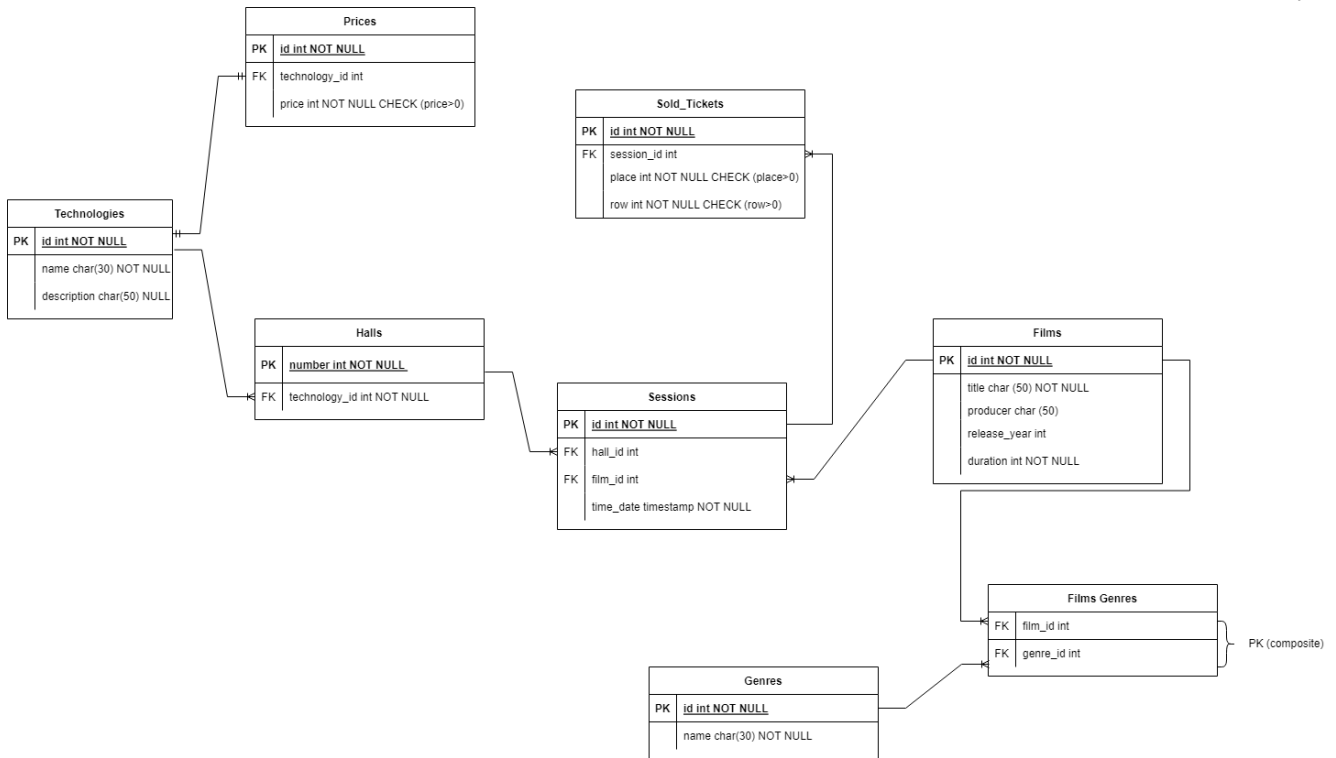 Prices
PK id int NOT NULL
FK technology_id int
price int NOT NULL CHECK (price>0)
Sold_Tickets
PK id int NOT NULL
FK session_id int
place int NOT NULL CHECK (place>0)
row int NOT NULL CHECK (row>0)
Technologies
PK id int NOT NULL
name char(30) NOT NULL
description char(50) NULL
Halls
PK number int NOT NULL
FK technology_id int NOT NULL
Films
PK id int NOT NULL
title char (50) NOT NULL
producer char (50)
release_year int
duration int NOT NULL
Sessions
PK id int NOT NULL
FK hall_id int
FK film_id int
time_date timestamp NOT NULL
Films Genres
FK film_id int
FK genre_id int
PK (composite)
Genres
PK id int NOT NULL
name char(30) NOT NULL